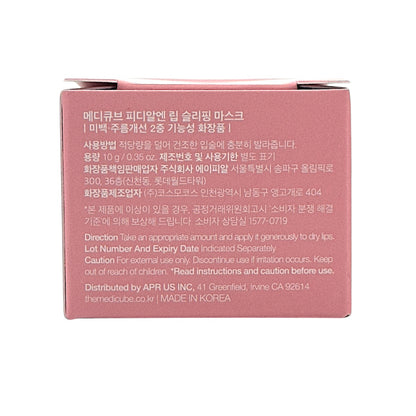 메디큐브 피디알엔 립 슬리핑 마스크
| 미백·주름개선 2중 기능성 화장품 |
사용방법 적당량을 덜어 건조한 입술에 충분히 발라줍니다.
용량 10 g / 0.35 oz. 제조번호 및 사용기한 별도 표기
화장품책임판매업자 주식회사 에이피알 서울특별시 송파구 올림픽로
300, 36층(신천동, 롯데월드타워)
화장품제조업자 (주)코스모코스 인천광역시 남동구 앵고개로 404
*본 제품에 이상이 있을 경우, 공정거래위원회고시 '소비자 분쟁 해결
기준'에 의해 보상해 드립니다. 소비자 상담실: 1577-0719
Direction Take an appropriate amount and apply it generously to dry lips.
Lot Number And Expiry Date Indicated Separately
Caution For external use only. Discontinue use if irritation occurs. Keep
out of reach of children. *Read instructions and caution before use.
Distributed by APR US INC, 41 Greenfield, Irvine CA 92614
themedicube.co.kr | MADE IN KOREA